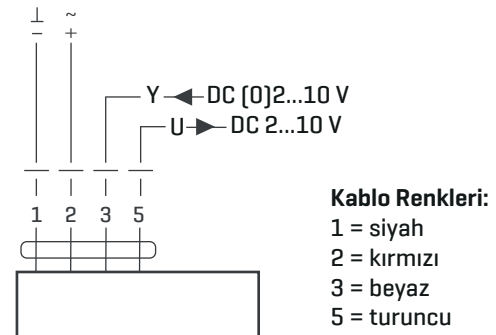 ⊥ ~
− +
Y DC (0)2...10 V
U DC 2...10 V
1 2 3 5
Kablo Renkleri:
1 = siyah
2 = kırmızı
3 = beyaz
5 = turuncu